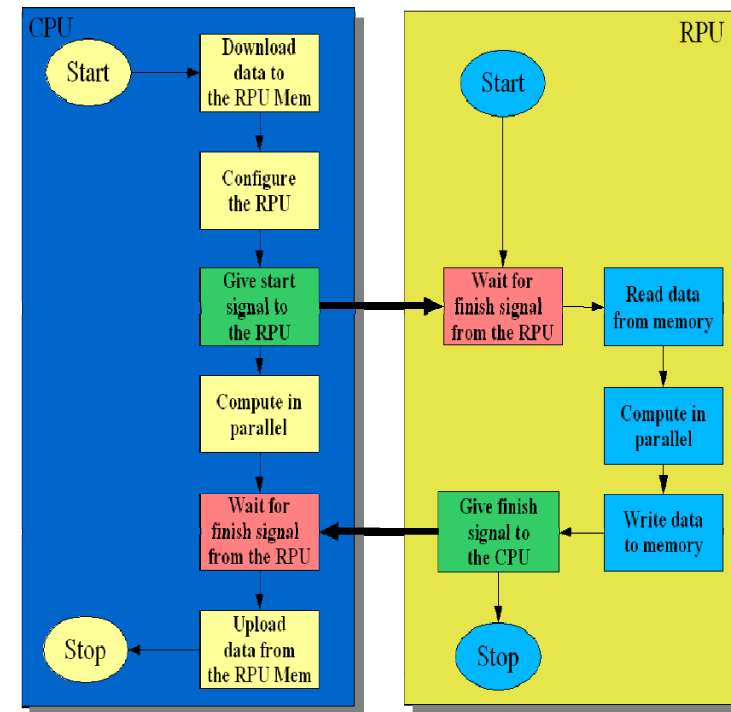 CPU
Start
Download
data to
the RPU Mem
Configure
the RPU
Give start
signal to
the RPU
Compute in
parallel
Wait for
finish signal
from the RPU
Upload
data from
the RPU Mem
Stop
RPU
Start
Wait for
finish signal
from the RPU
Read data
from memory
Compute in
parallel
Write data
to memory
Give finish
signal to
the CPU
Stop